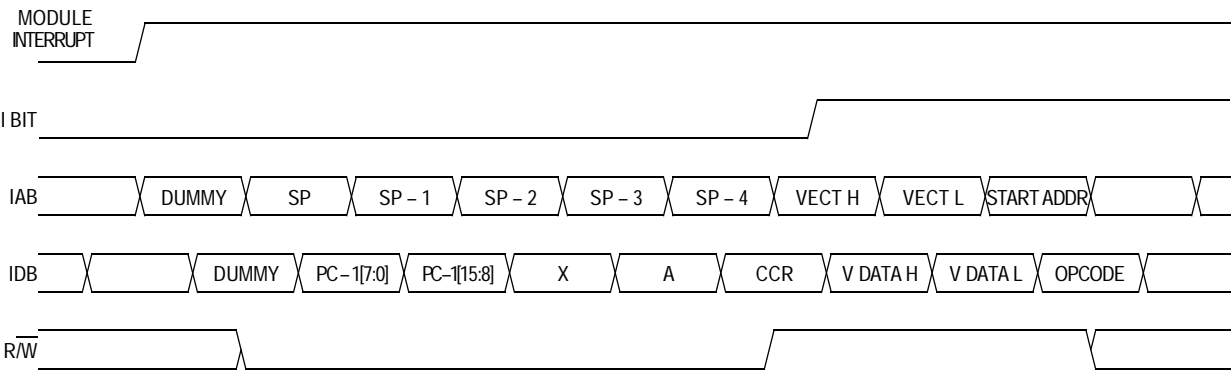 MODULE
INTERRUPT
I BIT
IAB DUMMY SP SP – 1 SP – 2 SP – 3 SP – 4 VECT H VECT L START ADDR
IDB DUMMY PC – 1[7:0] PC–1[15:8] X A CCR V DATA H V DATA L OPCODE
R/W